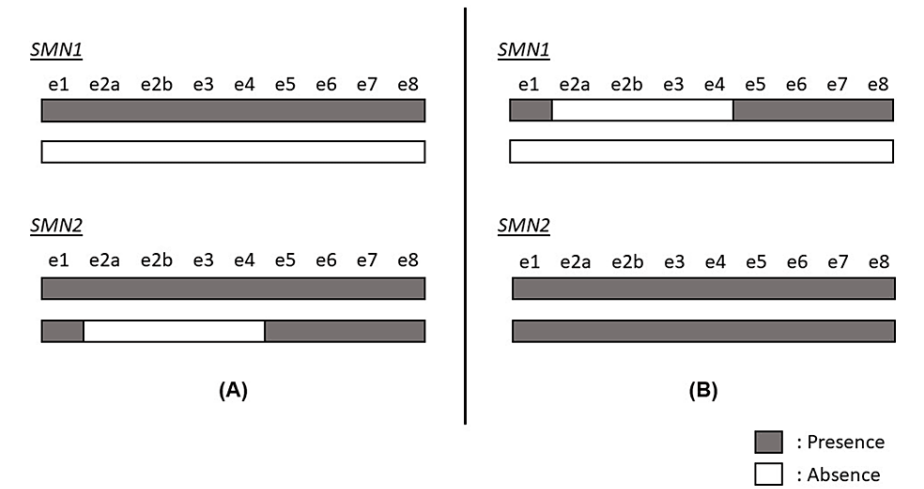 SMN1
e1 e2a e2b e3 e4 e5 e6 e7 e8
SMN2
e1 e2a e2b e3 e4 e5 e6 e7 e8
(A)
SMN1
e1 e2a e2b e3 e4 e5 e6 e7 e8
SMN2
e1 e2a e2b e3 e4 e5 e6 e7 e8
(B)
: Presence
: Absence